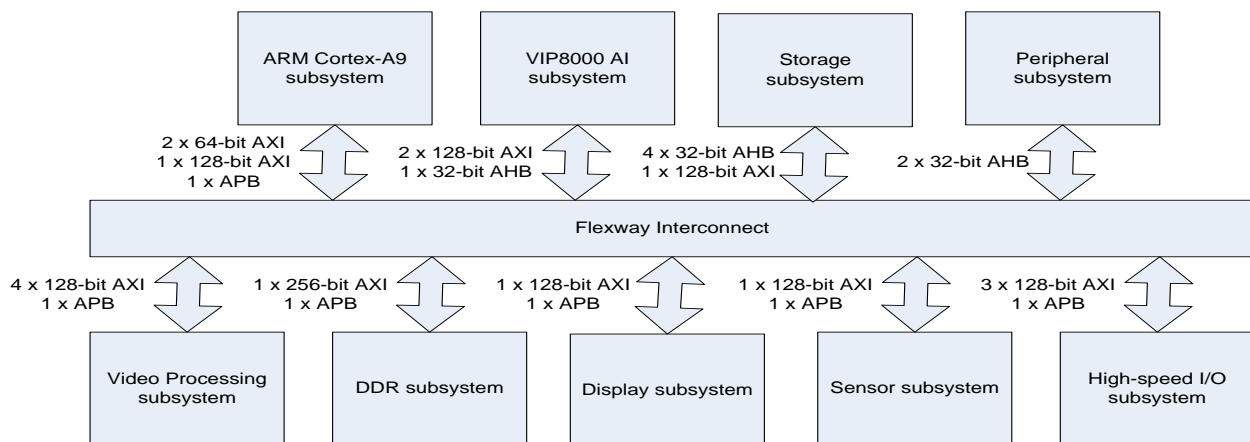 ARM Cortex-A9
subsystem
VIP8000 AI
subsystem
Storage
subsystem
Peripheral
subsystem
2 x 64-bit AXI
1 x 128-bit AXI
1 x APB
2 x 128-bit AXI
1 x 32-bit AHB
4 x 32-bit AHB
1 x 128-bit AXI
2 x 32-bit AHB
Flexway Interconnect
4 x 128-bit AXI
1 x APB
1 x 256-bit AXI
1 x APB
1 x 128-bit AXI
1 x APB
1 x 128-bit AXI
1 x APB
3 x 128-bit AXI
1 x APB
Video Processing
subsystem
DDR subsystem
Display subsystem
Sensor subsystem
High-speed I/O
subsystem